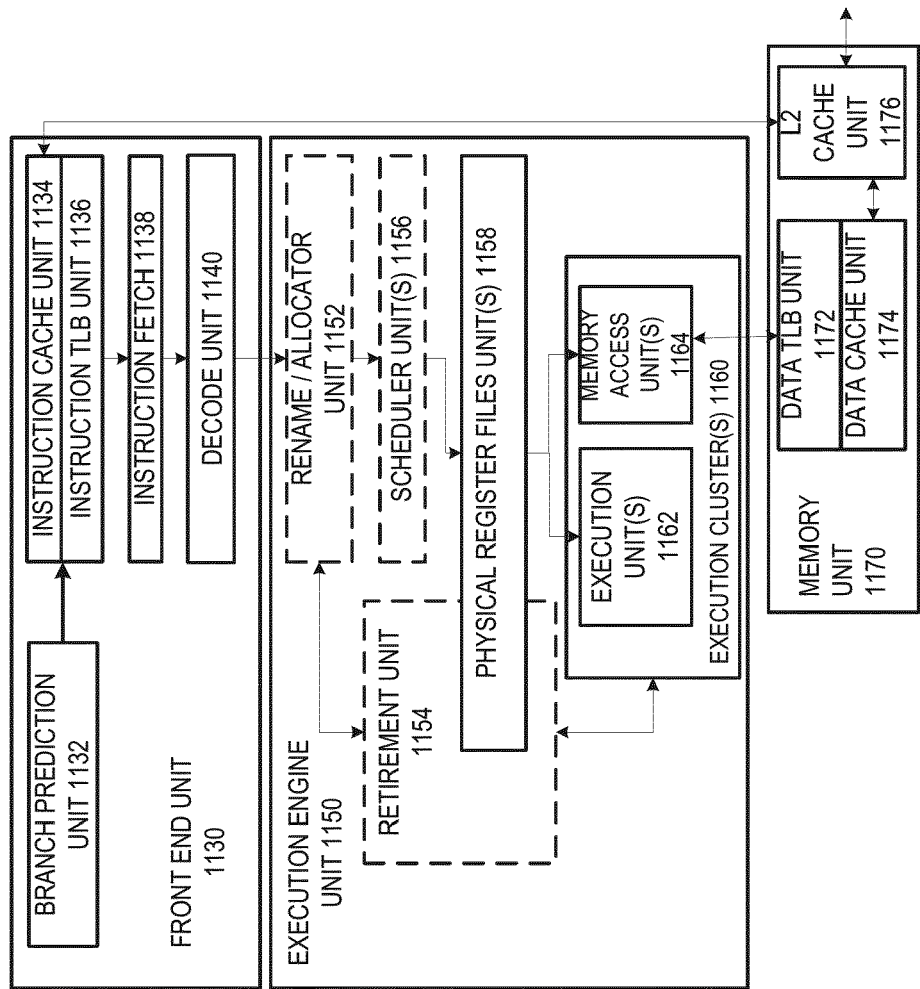 BRANCH PREDICTION
UNIT 1132
INSTRUCTION CACHE UNIT 1134
INSTRUCTION TLB UNIT 1136
INSTRUCTION FETCH 1138
DECODE UNIT 1140
FRONT END UNIT
1130
EXECUTION ENGINE
UNIT 1150
RENAME / ALLOCATOR
UNIT 1152
SCHEDULER UNIT(S) 1156
RETIREMENT UNIT
1154
PHYSICAL REGISTER FILES UNIT(S) 1158
EXECUTION
UNIT(S)
1162
MEMORY
ACCESS
UNIT(S)
1164
EXECUTION CLUSTER(S) 1160
MEMORY
UNIT
1170
DATA TLB UNIT
1172
DATA CACHE UNIT
1174
L2
CACHE
UNIT
1176